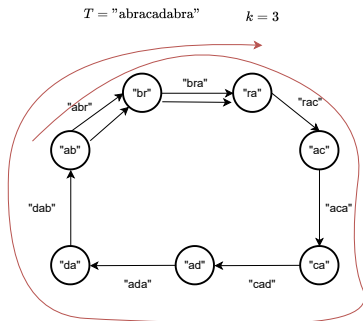 T = "abracadabra" k = 3
"bra"
"br" "ra"
"abr" "rac"
"ab" "ac"
"dab" "aca"
"da" "ad" "ca"
"ada" "cad"